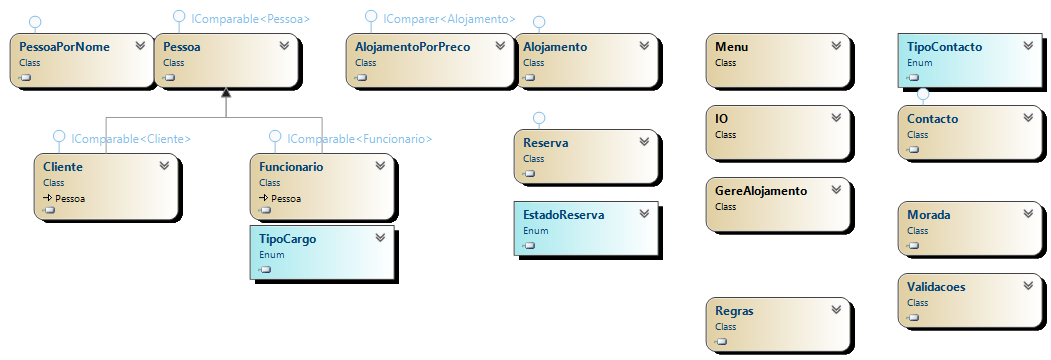 IComparable<Pessoa>
IComparer<Alojamento>
PessoaPorNome
Class
Pessoa
Class
AlojamentoPorPreco
Class
Alojamento
Class
Menu
Class
TipoContacto
Enum
IO
Class
Contacto
Class
IComparable<Cliente>
IComparable<Funcionario>
Reserva
Class
Cliente
Class
Pessoa
Funcionario
Class
Pessoa
GereAlojamento
Class
EstadoReserva
Enum
Morada
Class
TipoCargo
Enum
Validacoes
Class
Regras
Class